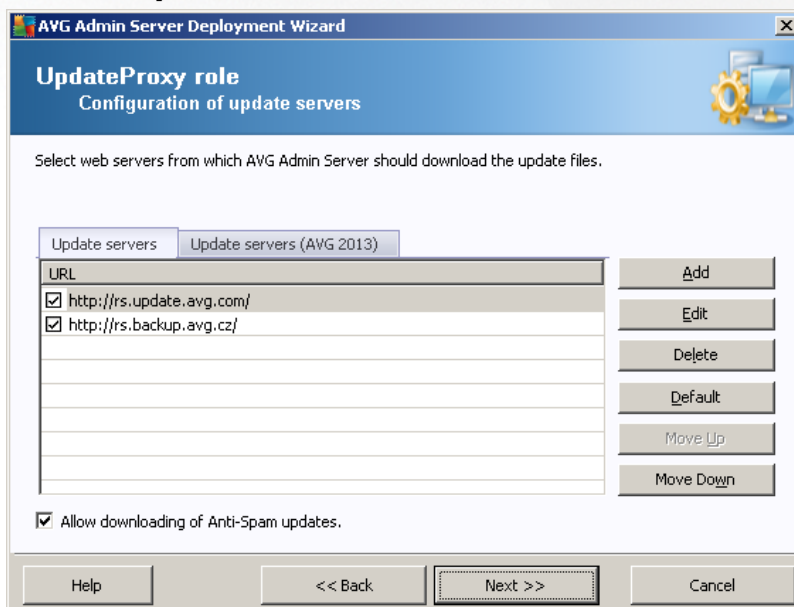 AVG Admin Server Deployment Wizard
UpdateProxy role
Configuration of update servers
Select web servers from which AVG Admin Server should download the update files.
Update servers
Update servers (AVG 2013)
URL
http://rs.update.avg.com/
http://rs.backup.avg.cz/
Add
Edit
Delete
Default
Move Up
Move Down
Allow downloading of Anti-Spam updates.
Help
<< Back
Next >>
Cancel